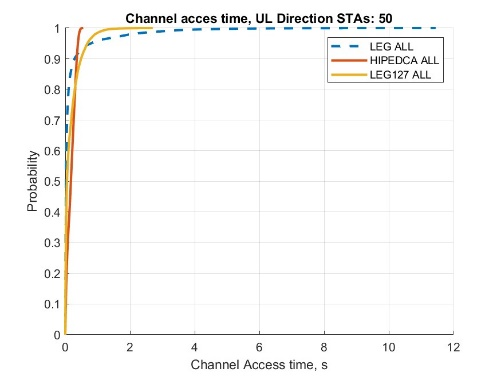 Channel acces time, UL Direction STAs: 50
LEG ALL
HIPEDCA ALL
LEG127 ALL
Probability
1
0.9
0.8
0.7
0.6
0.5
0.4
0.3
0.2
0.1
0
0 2 4 6 8 10 12
Channel Access time, s